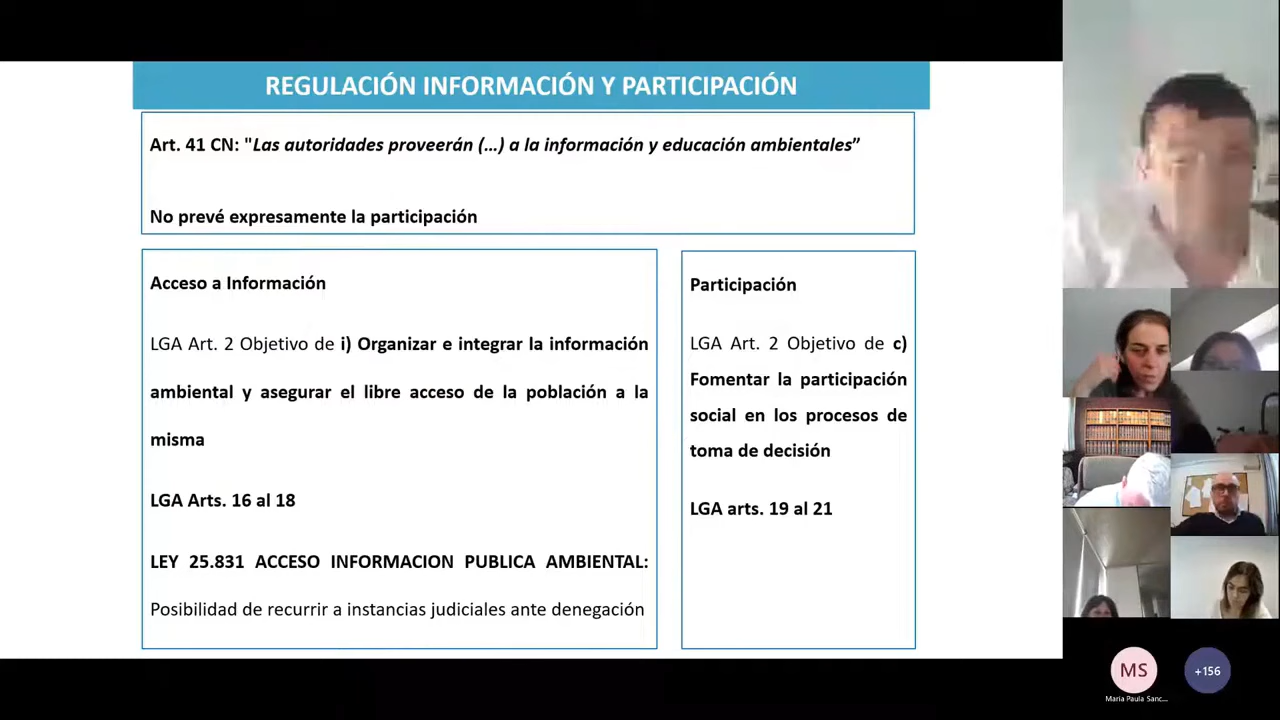 REGULACIÓN INFORMACIÓN Y PARTICIPACIÓN
Art. 41 CN: "Las autoridades proveerán (...) a la información y educación ambientales”
No prevé expresamente la participación
Acceso a Información
LGA Art. 2 Objetivo de i) Organizar e integrar la información
ambiental y asegurar el libre acceso de la población a la
misma
LGA Arts. 16 al 18
LEY 25.831 ACCESO INFORMACION PUBLICA AMBIENTAL:
Posibilidad de recurrir a instancias judiciales ante denegación
Participación
LGA Art. 2 Objetivo de c)
Fomentar la participación
social en los procesos de
toma de decisión
LGA arts. 19 al 21
MS
Maria Paula Sanc...
+156